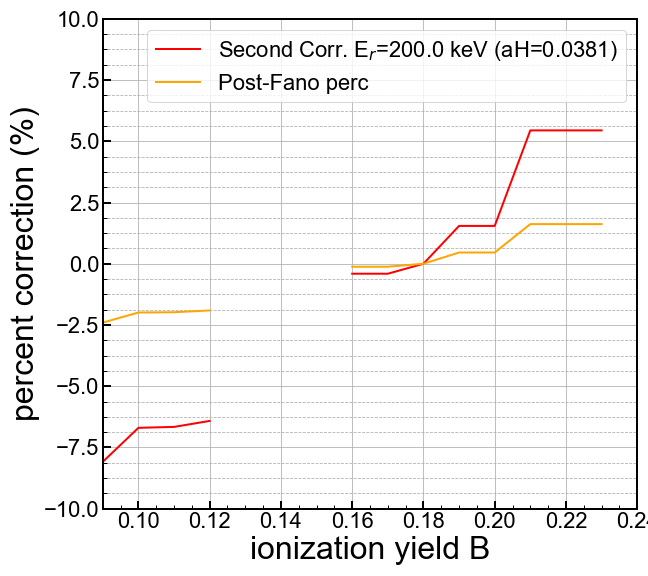 Second Corr. E_r=200.0 keV (aH=0.0381)
Post-Fano perc
percent correction (%)
10.0
7.5
5.0
2.5
0.0
−2.5
−5.0
−7.5
−10.0
0.10 0.12 0.14 0.16 0.18 0.20 0.22 0.24
ionization yield B